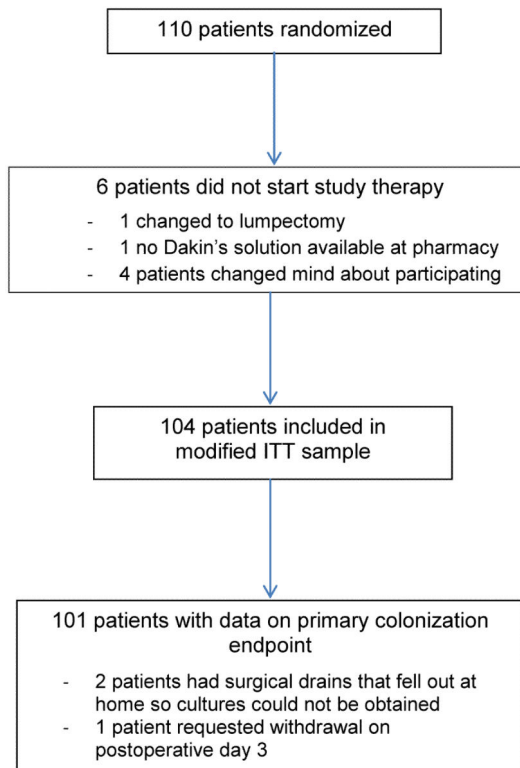 110 patients randomized
6 patients did not start study therapy
- 1 changed to lumpectomy
- 1 no Dakin's solution available at pharmacy
- 4 patients changed mind about participating
104 patients included in
modified ITT sample
101 patients with data on primary colonization
endpoint
- 2 patients had surgical drains that fell out at
home so cultures could not be obtained
- 1 patient requested withdrawal on
postoperative day 3